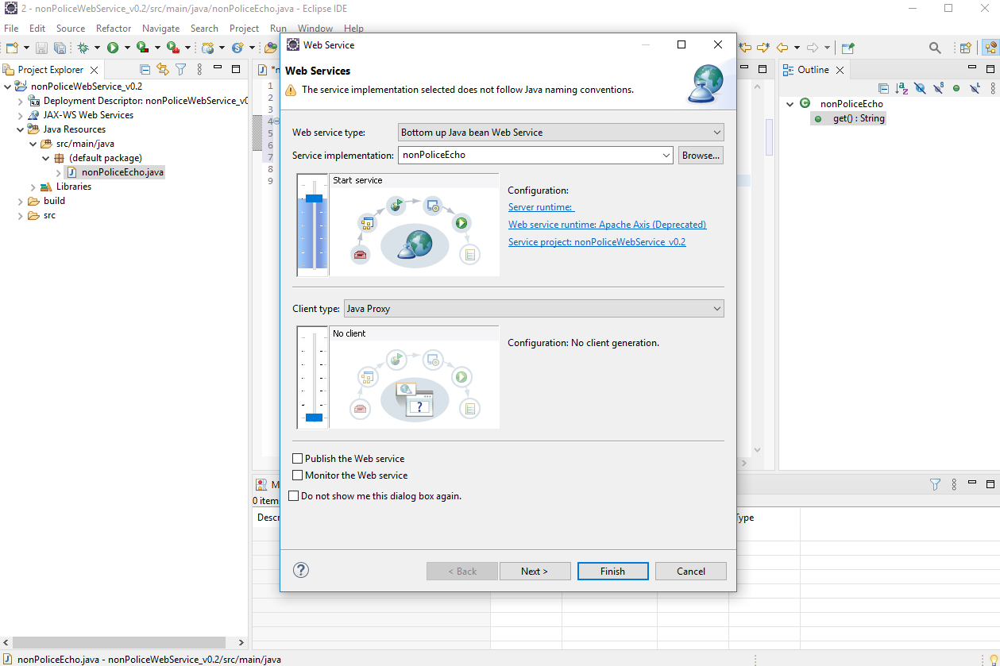 2 - nonPoliceWebService_v0.2/src/main/java/nonPoliceEcho.java - Eclipse IDE
File Edit Source Refactor Navigate Search Project Run Window Help
Project Explorer
nonPoliceWebService_v0.2
Deployment Descriptor: nonPoliceWebService_v0
JAX-WS Web Services
Java Resources
src/main/java
(default package)
nonPoliceEcho.java
Libraries
build
src
1
2
3
4
5
6
7
8
9
Web Service
Web Services
The service implementation selected does not follow Java naming conventions.
Web service type: Bottom up Java bean Web Service
Service implementation: nonPoliceEcho Browse...
Start service
Configuration:
Server runtime:
Web service runtime: Apache Axis (Deprecated)
Service project: nonPoliceWebService_v0.2
Client type: Java Proxy
No client
Configuration: No client generation.
Publish the Web service
Monitor the Web service
Do not show me this dialog box again.
< Back Next > Finish Cancel
Outline
nonPoliceEcho
get() : String
M
0 item
Descr
Type
nonPoliceEcho.java - nonPoliceWebService_v0.2/src/main/java